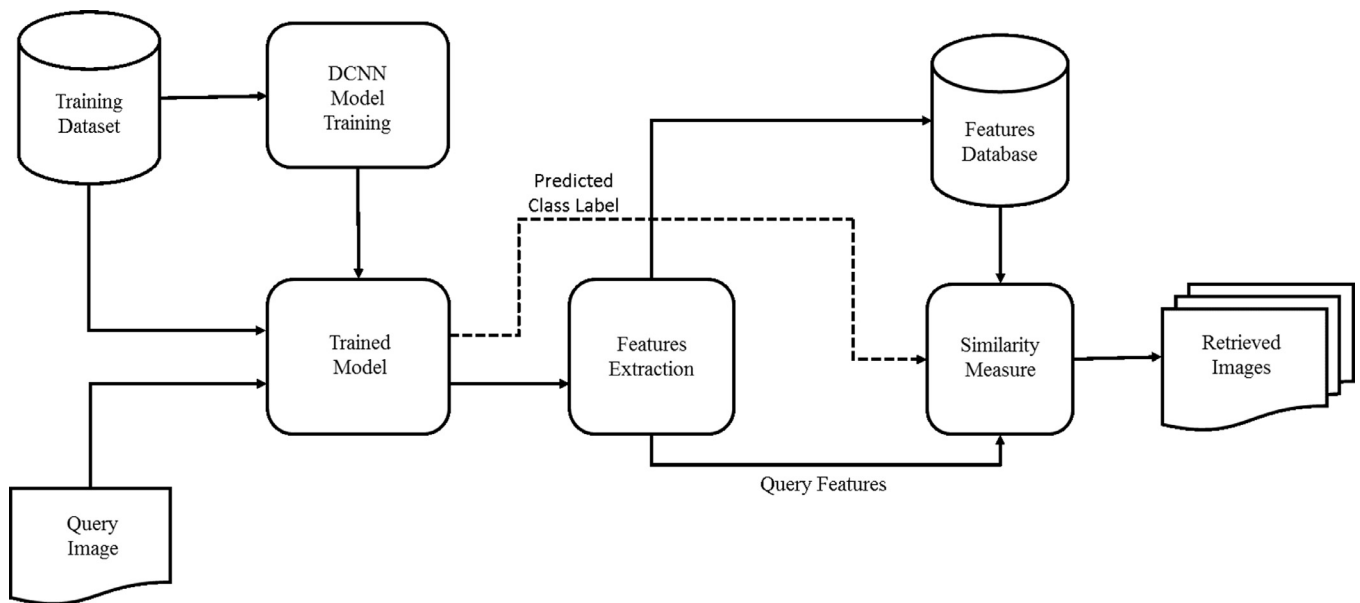 Training
Dataset
DCNN
Model
Training
Features
Database
Predicted
Class Label
Trained
Model
Features
Extraction
Similarity
Measure
Retrieved
Images
Query Features
Query
Image